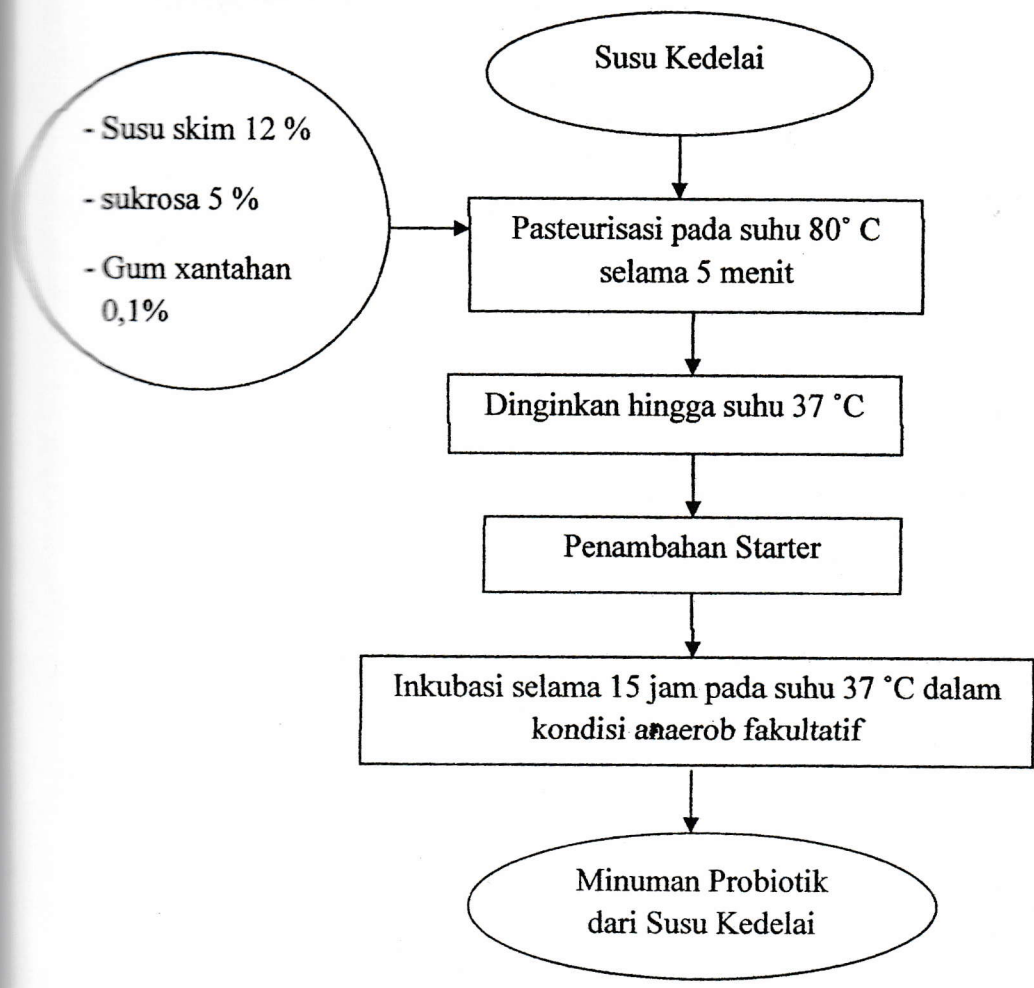 Susu Kedelai
- Susu skim 12 %
- sukrosa 5 %
- Gum xantahan
0,1%
Pasteurisasi pada suhu 80° C
selama 5 menit
Dinginkan hingga suhu 37 °C
Penambahan Starter
Inkubasi selama 15 jam pada suhu 37 °C dalam
kondisi anaerob fakultatif
Minuman Probiotik
dari Susu Kedelai